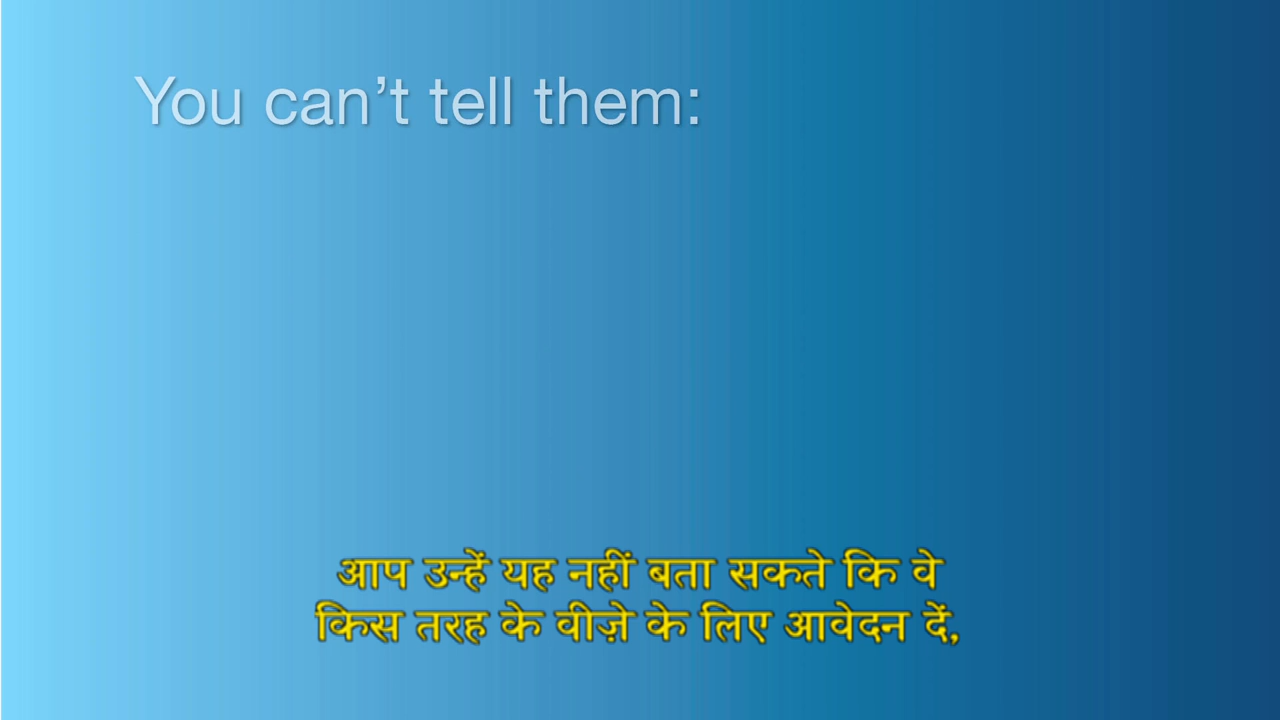 You can’t tell them:
आप उन्हें यह नहीं बता सकते कि वे
किस तरह के वीज़े के लिए आवेदन दें,